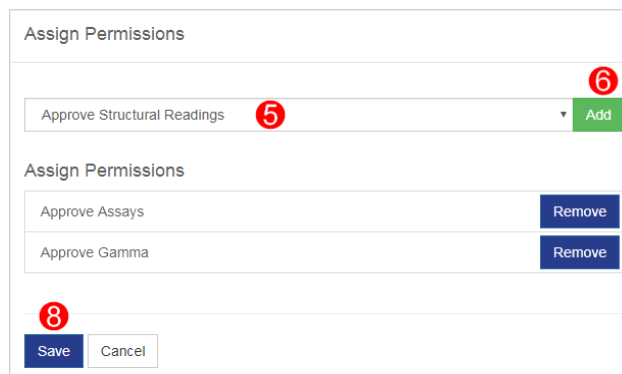 Assign Permissions
6
Approve Structural Readings 5 Add
Assign Permissions
Approve Assays Remove
Approve Gamma Remove
8
Save Cancel